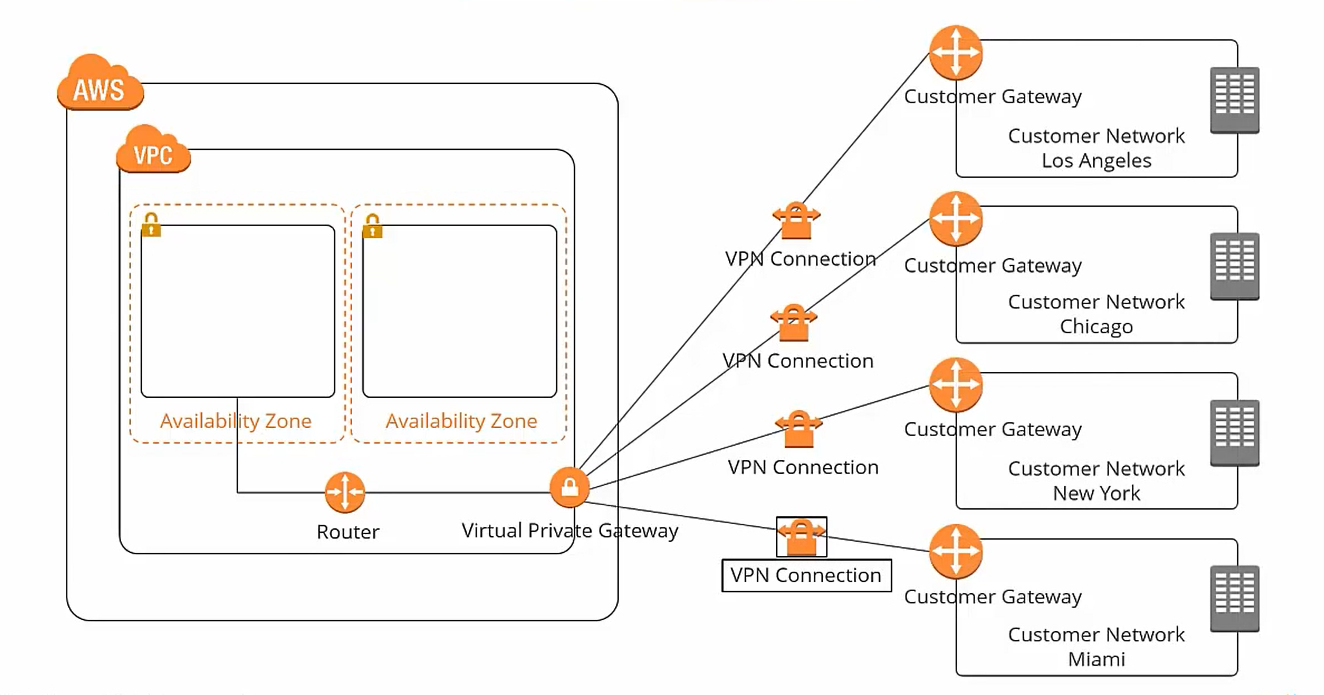 AWS
VPC
Availability Zone
Availability Zone
Router
Virtual Private Gateway
VPN Connection
VPN Connection
VPN Connection
VPN Connection
Customer Gateway
Customer Network
Los Angeles
Customer Gateway
Customer Network
Chicago
Customer Gateway
Customer Network
New York
Customer Gateway
Customer Network
Miami